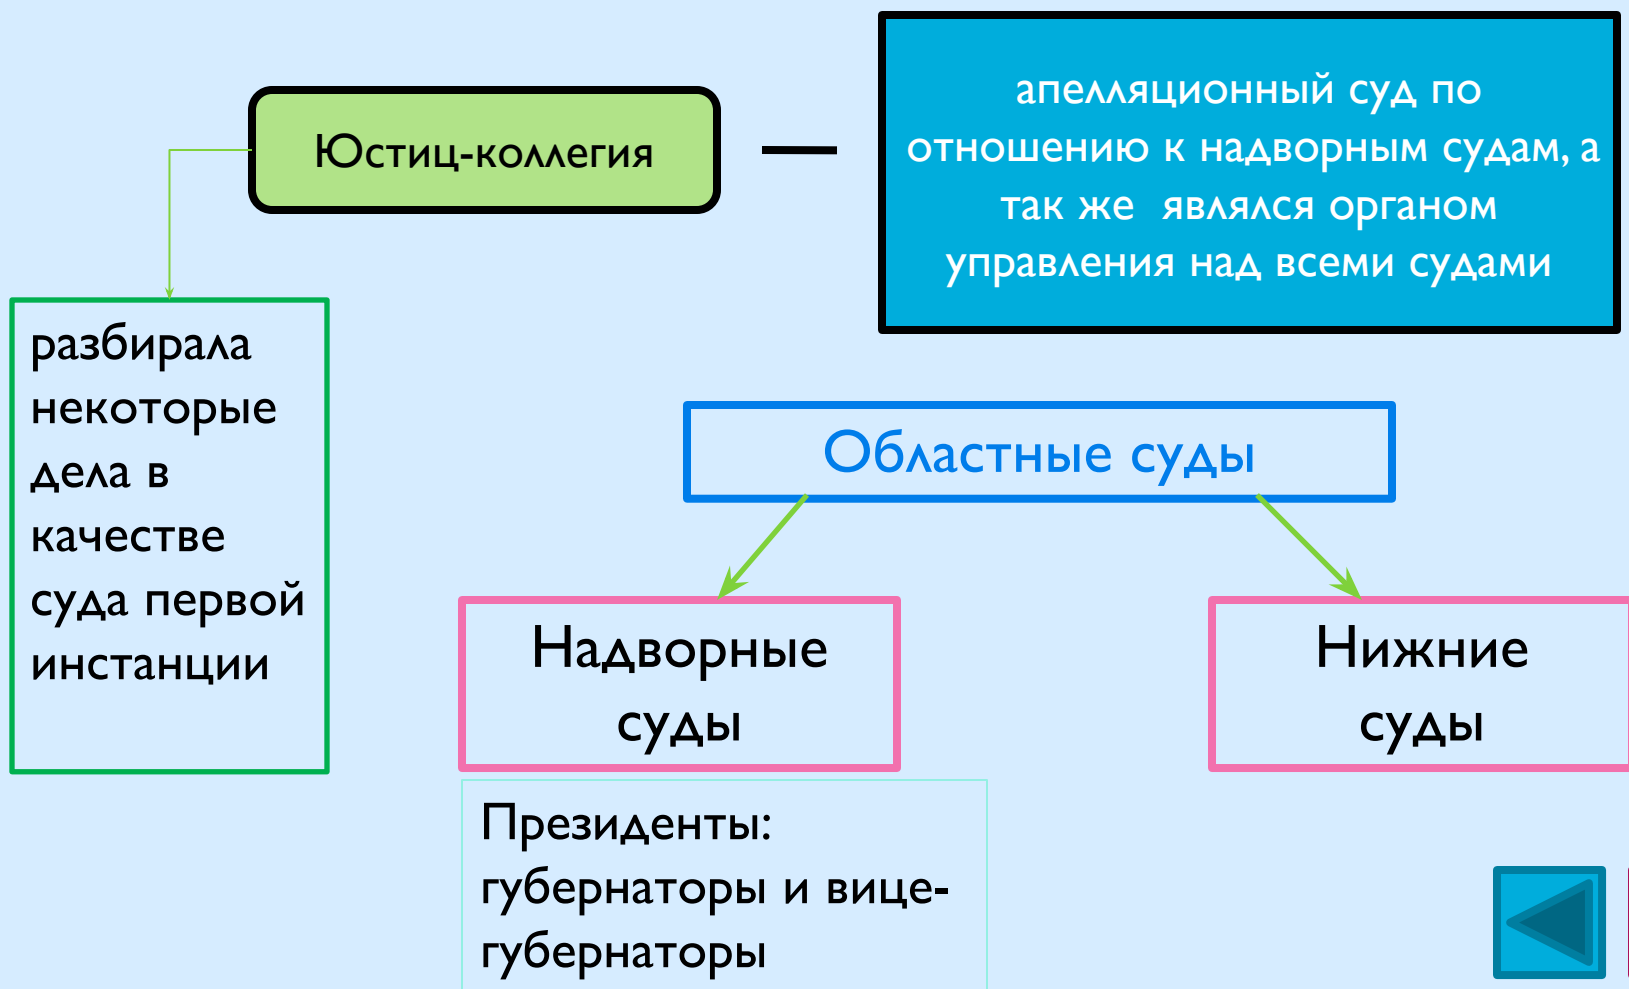 Юстиц-коллегия
апелляционный суд по
отношению к надворным судам, а
так же являлся органом
управления над всеми судами
разбирала
некоторые
дела в
качестве
суда первой
инстанции
Областные суды
Надворные
суды
Нижние
суды
Президенты:
губернаторы и вице-
губернаторы